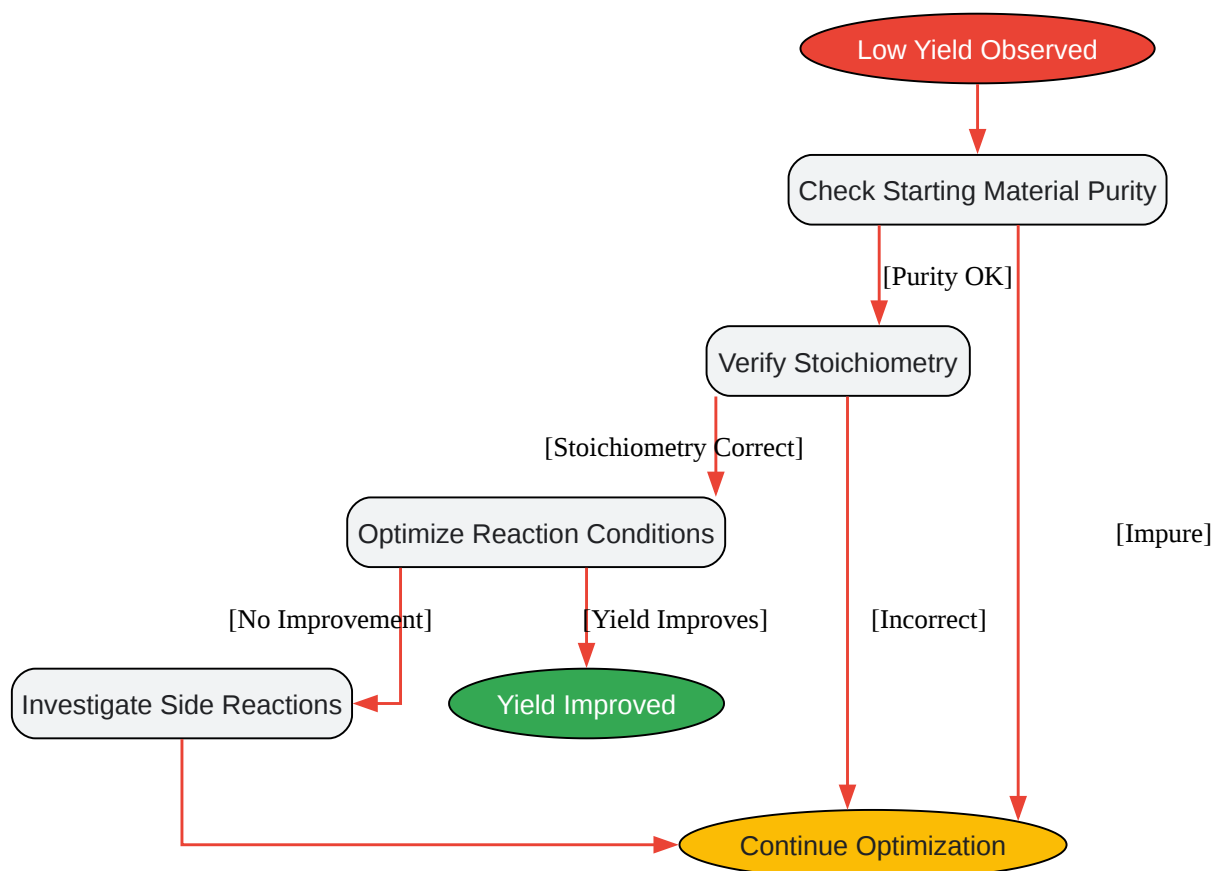 Low Yield Observed
Check Starting Material Purity
[Purity OK]
Verify Stoichiometry
[Stoichiometry Correct]
Optimize Reaction Conditions
[Impure]
[No Improvement]
[Yield Improves]
[Incorrect]
Investigate Side Reactions
Yield Improved
Continue Optimization